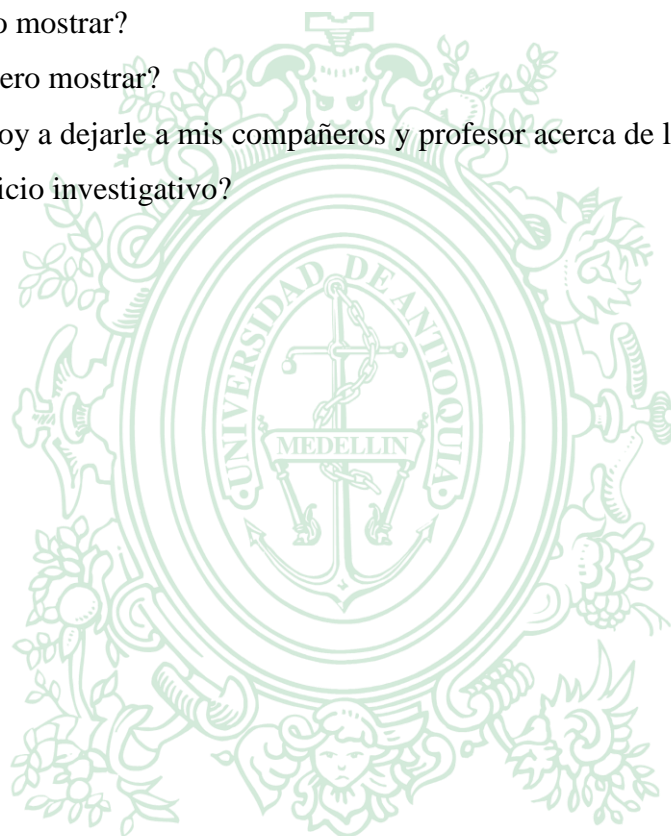 o mostrar?
ero mostrar?
oy a dejarle a mis compañeros y profesor acerca de l
icio investigativo?
UNIVERSIDAD DE ANTIOQUIA
MEDELLIN